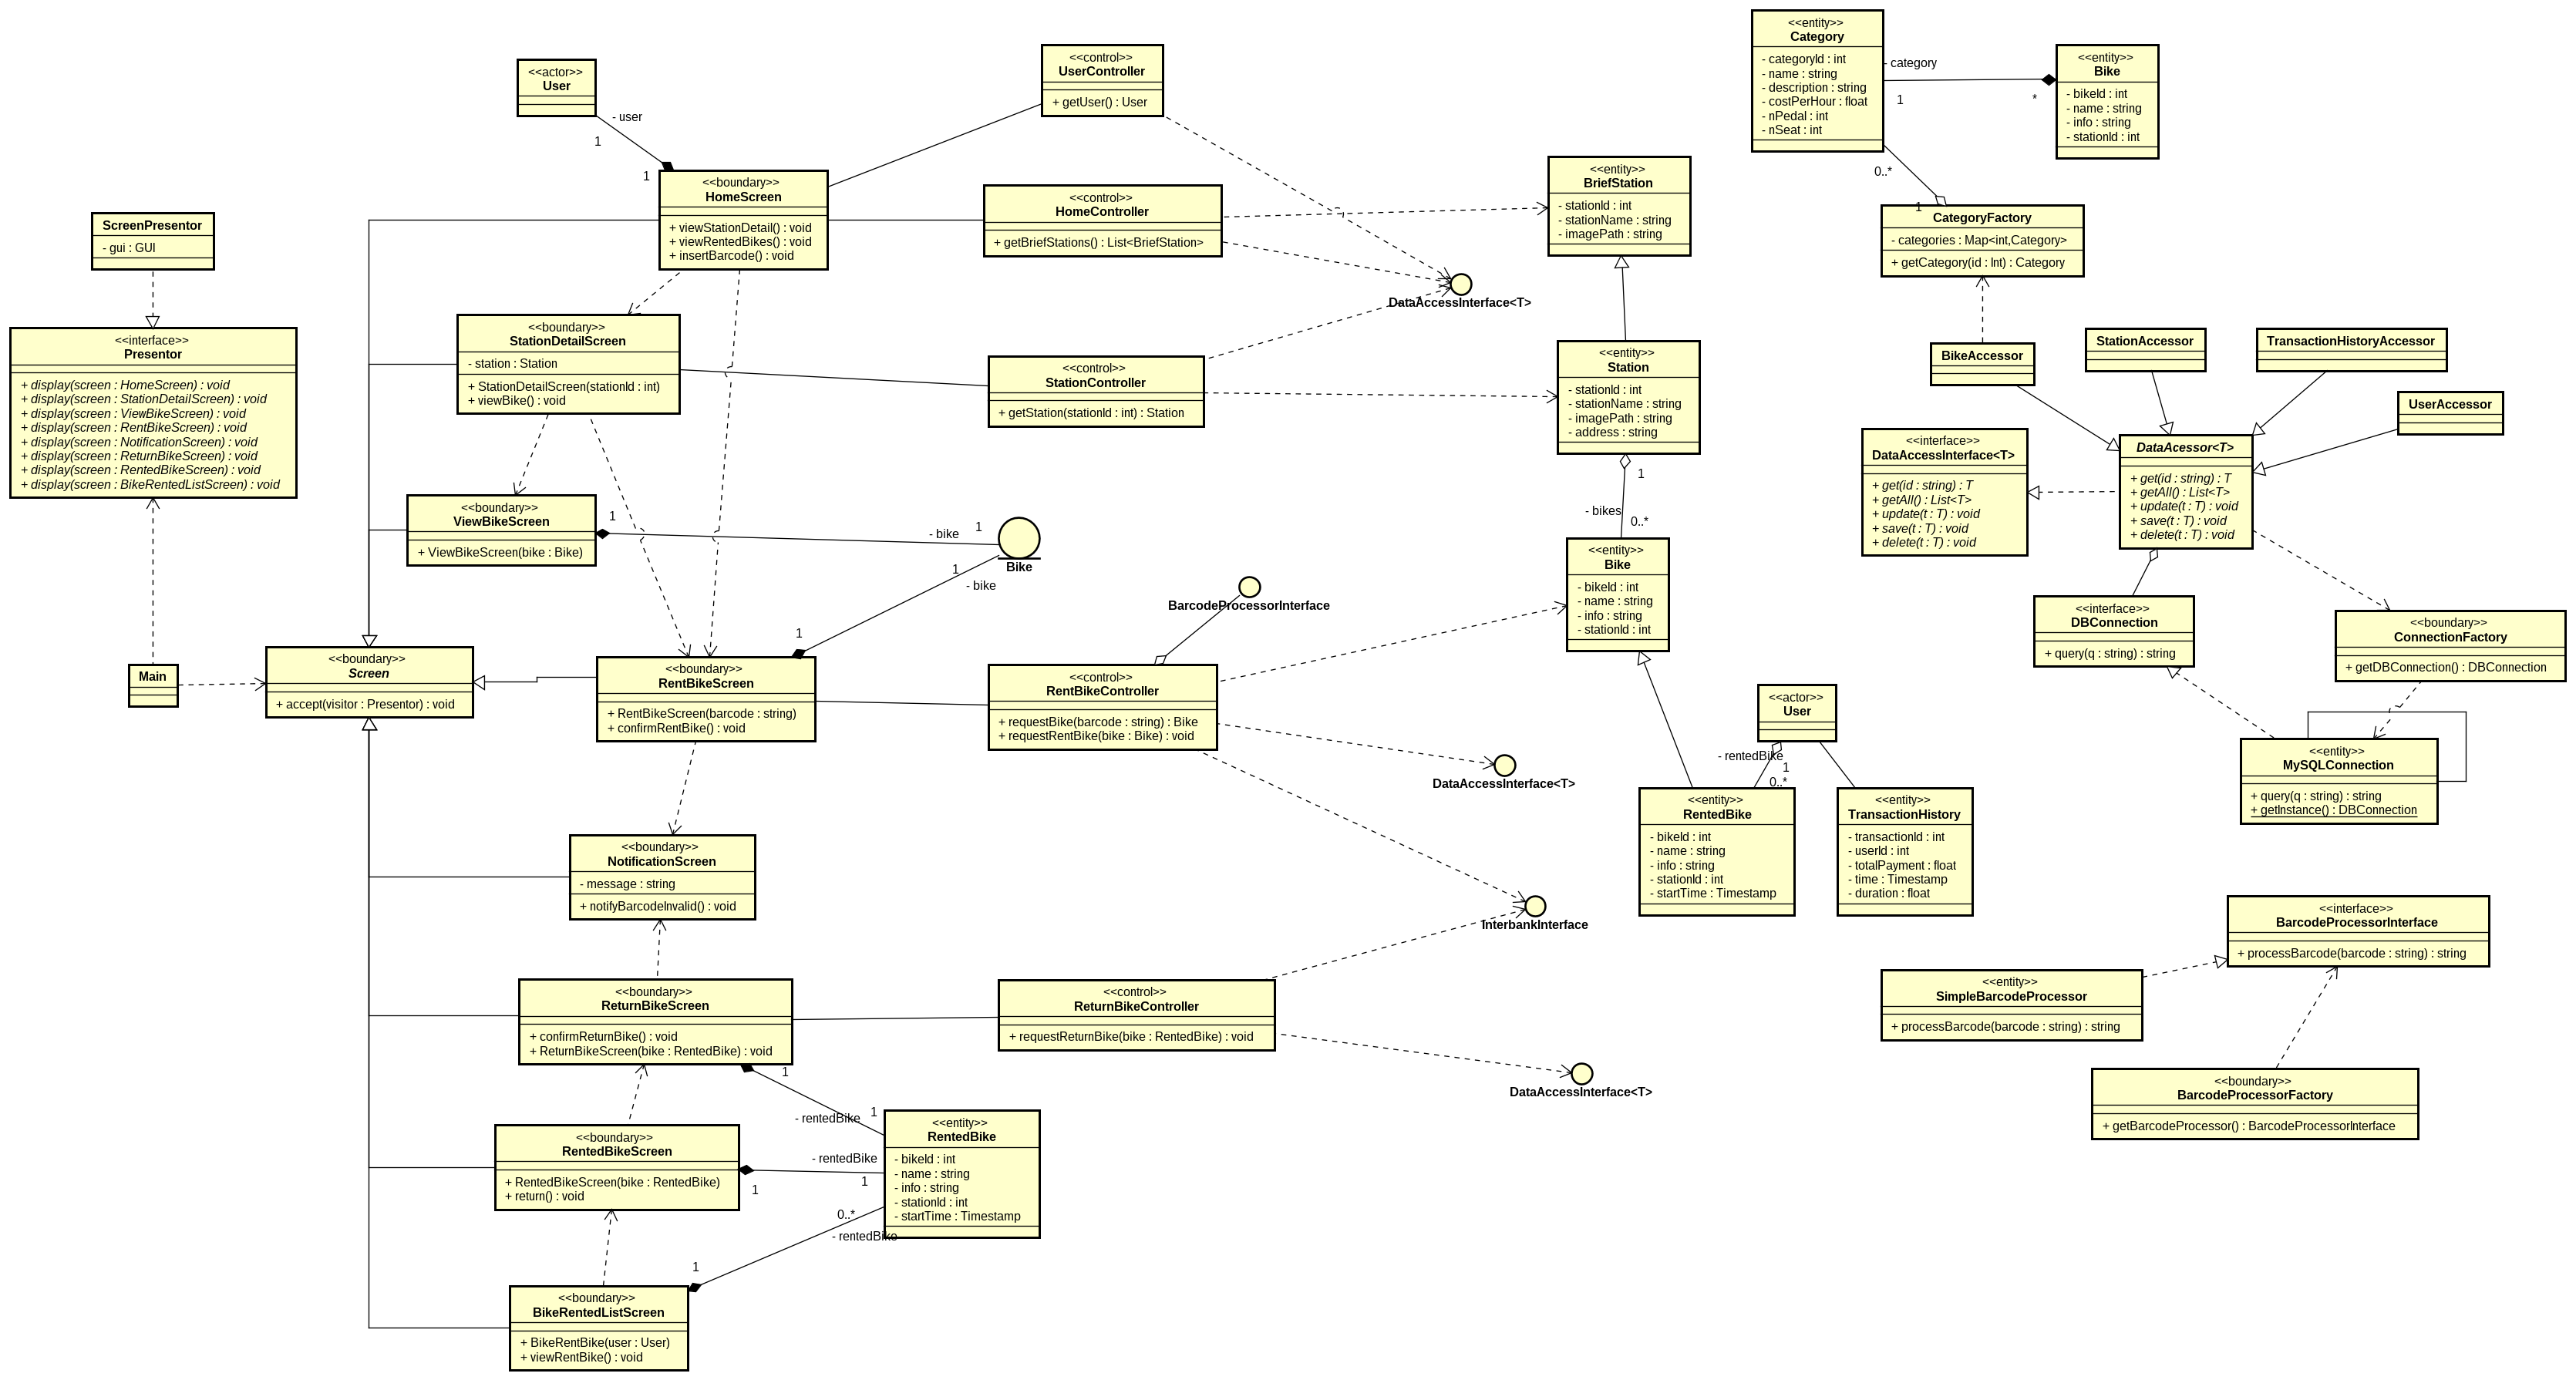 <<entity>>
Category
- categoryId : int
- name : string
- description : string
- costPerHour : float
- nPedal : int
- nSeat : int
- category
1
*
<<entity>>
Bike
- bikeId : int
- name : string
- info : string
- stationId : int
<<actor>>
User
- user
1
1
<<control>>
UserController
+ getUser() : User
<<boundary>>
HomeScreen
+ viewStationDetail() : void
+ viewRentedBikes() : void
+ insertBarcode() : void
<<control>>
HomeController
+ getBriefStations() : List<BriefStation>
<<entity>>
BriefStation
- stationId : int
- stationName : string
- imagePath : string
0..*
1
CategoryFactory
- categories : Map<int,Category>
+ getCategory(id : Int) : Category
ScreenPresentor
- gui : GUI
DataAccessInterface<T>
<<interface>>
Presentor
+ display(screen : HomeScreen) : void
+ display(screen : StationDetailScreen) : void
+ display(screen : ViewBikeScreen) : void
+ display(screen : RentBikeScreen) : void
+ display(screen : NotificationScreen) : void
+ display(screen : ReturnBikeScreen) : void
+ display(screen : RentedBikeScreen) : void
+ display(screen : BikeRentedListScreen) : void
<<boundary>>
StationDetailScreen
- station : Station
+ StationDetailScreen(stationId : int)
+ viewBike() : void
<<control>>
StationController
+ getStation(stationId : int) : Station
<<entity>>
Station
- stationId : int
- stationName : string
- imagePath : string
- address : string
BikeAccessor
StationAccessor
TransactionHistoryAccessor
UserAccessor
<<interface>>
DataAccessInterface<T>
+ get(id : string) : T
+ getAll() : List<T>
+ update(t : T) : void
+ save(t : T) : void
+ delete(t : T) : void
DataAcessor<T>
+ get(id : string) : T
+ getAll() : List<T>
+ update(t : T) : void
+ save(t : T) : void
+ delete(t : T) : void
<<boundary>>
ViewBikeScreen
+ ViewBikeScreen(bike : Bike)
1
- bike
1
Bike
1
- bike
1
1
- bikes
0..*
<<entity>>
Bike
- bikeId : int
- name : string
- info : string
- stationId : int
BarcodeProcessorInterface
<<interface>>
DBConnection
+ query(q : string) : string
<<boundary>>
ConnectionFactory
+ getDBConnection() : DBConnection
Main
<<boundary>>
Screen
+ accept(visitor : Presentor) : void
<<boundary>>
RentBikeScreen
+ RentBikeScreen(barcode : string)
+ confirmRentBike() : void
<<control>>
RentBikeController
+ requestBike(barcode : string) : Bike
+ requestRentBike(bike : Bike) : void
<<actor>>
User
- rentedBike
1
0..*
DataAccessInterface<T>
<<entity>>
MySQLConnection
+ query(q : string) : string
+ getInstance() : DBConnection
<<entity>>
RentedBike
- bikeId : int
- name : string
- info : string
- stationId : int
- startTime : Timestamp
<<entity>>
TransactionHistory
- transactionId : int
- userId : int
- totalPayment : float
- time : Timestamp
- duration : float
<<boundary>>
NotificationScreen
- message : string
+ notifyBarcodeInvalid() : void
InterbankInterface
<<interface>>
BarcodeProcessorInterface
+ processBarcode(barcode : string) : string
<<entity>>
SimpleBarcodeProcessor
+ processBarcode(barcode : string) : string
<<boundary>>
ReturnBikeScreen
+ confirmReturnBike() : void
+ ReturnBikeScreen(bike : RentedBike) : void
<<control>>
ReturnBikeController
+ requestReturnBike(bike : RentedBike) : void
DataAccessInterface<T>
<<boundary>>
BarcodeProcessorFactory
+ getBarcodeProcessor() : BarcodeProcessorInterface
1
- rentedBike
1
<<entity>>
RentedBike
- bikeId : int
- name : string
- info : string
- stationId : int
- startTime : Timestamp
<<boundary>>
RentedBikeScreen
+ RentedBikeScreen(bike : RentedBike)
+ return() : void
- rentedBike
1
1
0..*
- rentedBike
1
<<boundary>>
BikeRentedListScreen
+ BikeRentBike(user : User)
+ viewRentBike() : void